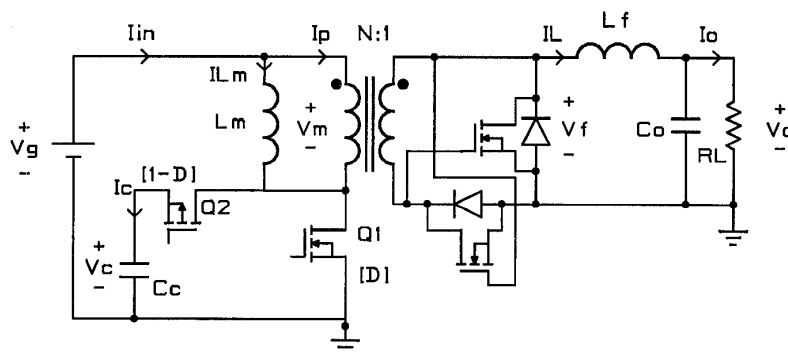 Iin Ip N:1 IL Lf Io
ILm
Lm
+ Vm -
+ Vg -
+ Vf -
Co
RL
+ Vo -
[1-D]
Ic
Q2
Q1
[D]
+ Vc -
Cc